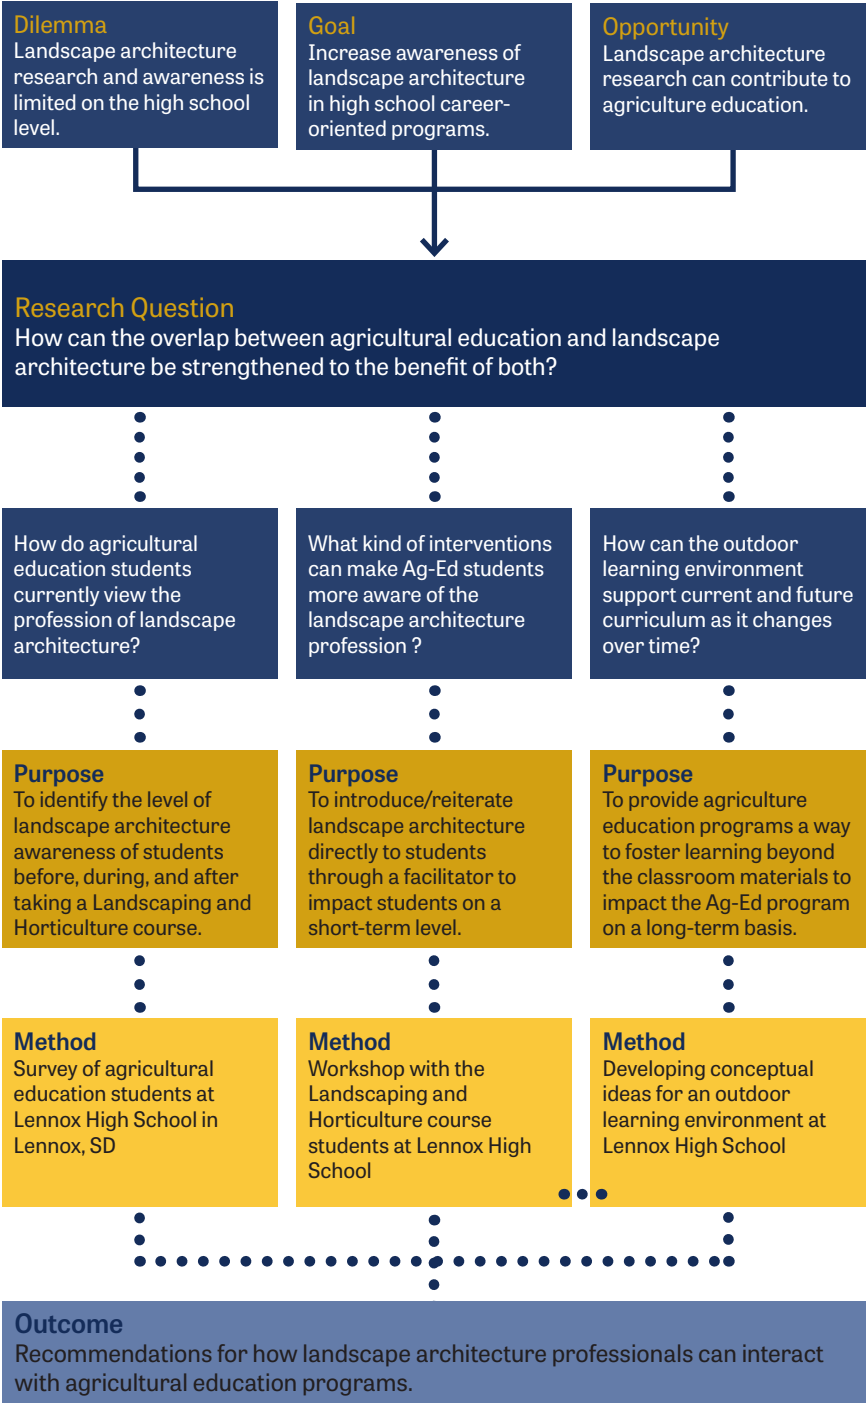 Dilemma
Landscape architecture
research and awareness is
limited on the high school
level.
Goal
Increase awareness of
landscape architecture
in high school career-
oriented programs.
Opportunity
Landscape architecture
research can contribute to
agriculture education.
Research Question
How can the overlap between agricultural education and landscape
architecture be strengthened to the benefit of both?
How do agricultural
education students
currently view the
profession of landscape
architecture?
What kind of interventions
can make Ag-Ed students
more aware of the
landscape architecture
profession ?
How can the outdoor
learning environment
support current and future
curriculum as it changes
over time?
Purpose
To identify the level of
landscape architecture
awareness of students
before, during, and after
taking a Landscaping and
Horticulture course.
Purpose
To introduce/reiterate
landscape architecture
directly to students
through a facilitator to
impact students on a
short-term level.
Purpose
To provide agriculture
education programs a way
to foster learning beyond
the classroom materials to
impact the Ag-Ed program
on a long-term basis.
Method
Survey of agricultural
education students at
Lennox High School in
Lennox, SD
Method
Workshop with the
Landscaping and
Horticulture course
students at Lennox High
School
Method
Developing conceptual
ideas for an outdoor
learning environment at
Lennox High School
Outcome
Recommendations for how landscape architecture professionals can interact
with agricultural education programs.